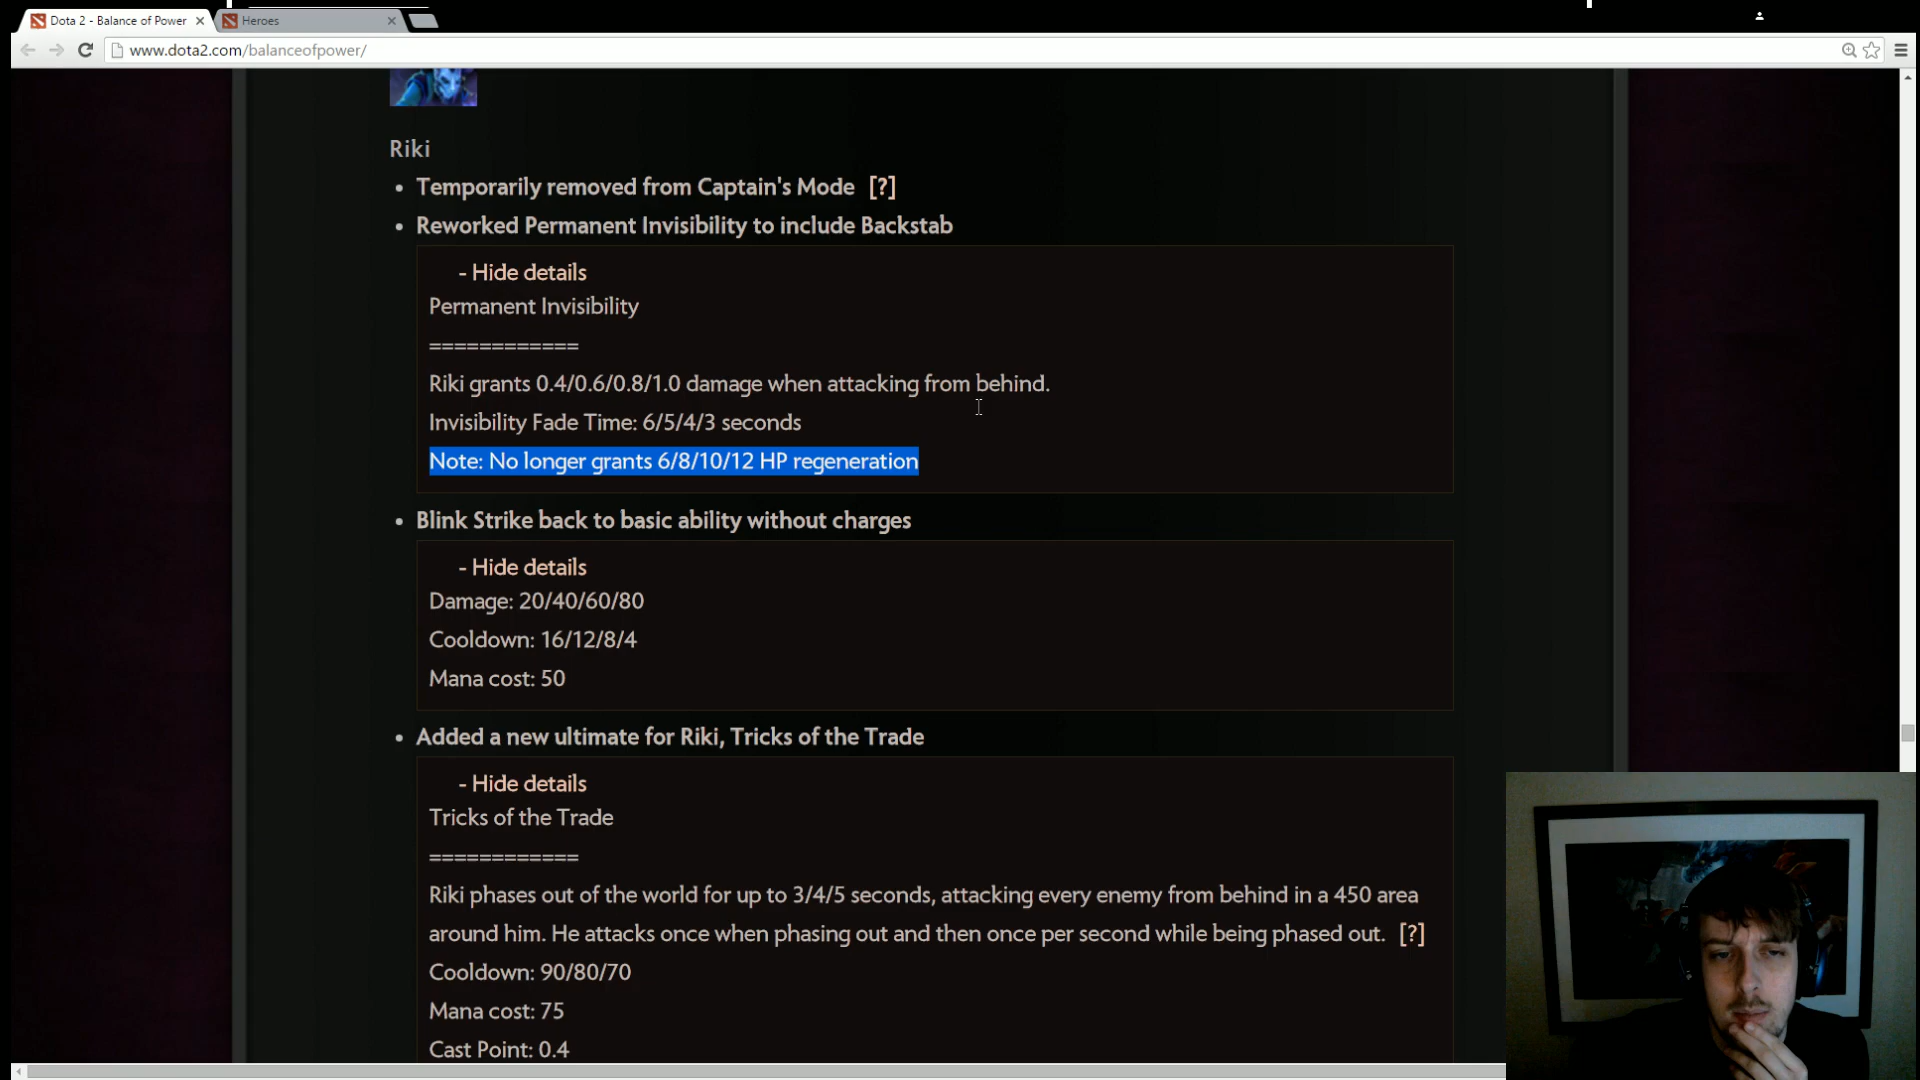 Dota 2 - Balance of Power
Heroes
www.dota2.com/balanceofpower/
Riki
• Temporarily removed from Captain's Mode [?]
• Reworked Permanent Invisibility to include Backstab
- Hide details
Permanent Invisibility
============
Riki grants 0.4/0.6/0.8/1.0 damage when attacking from behind.
Invisibility Fade Time: 6/5/4/3 seconds
Note: No longer grants 6/8/10/12 HP regeneration
• Blink Strike back to basic ability without charges
- Hide details
Damage: 20/40/60/80
Cooldown: 16/12/8/4
Mana cost: 50
• Added a new ultimate for Riki, Tricks of the Trade
- Hide details
Tricks of the Trade
============
Riki phases out of the world for up to 3/4/5 seconds, attacking every enemy from behind in a 450 area
around him. He attacks once when phasing out and then once per second while being phased out. [?]
Cooldown: 90/80/70
Mana cost: 75
Cast Point: 0.4